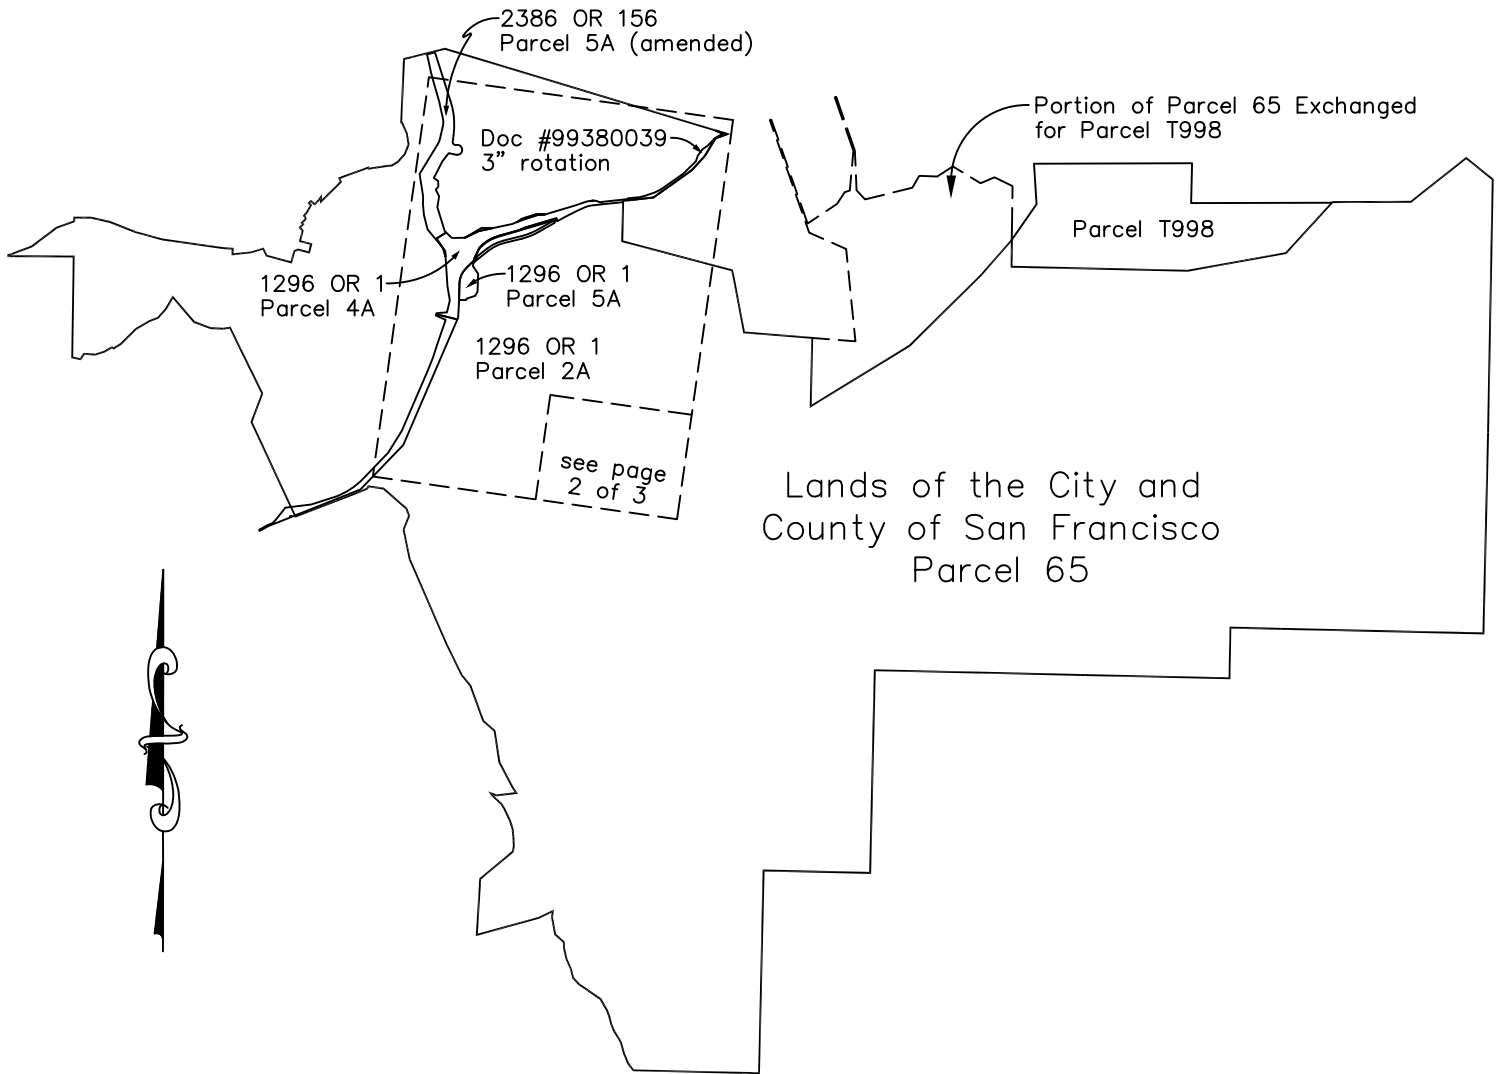 2386 OR 156
Parcel 5A (amended)
Doc #99380039
3” rotation
Portion of Parcel 65 Exchanged
for Parcel T998
Parcel T998
1296 OR 1
Parcel 4A
1296 OR 1
Parcel 5A
1296 OR 1
Parcel 2A
see page
2 of 3
Lands of the City and
County of San Francisco
Parcel 65